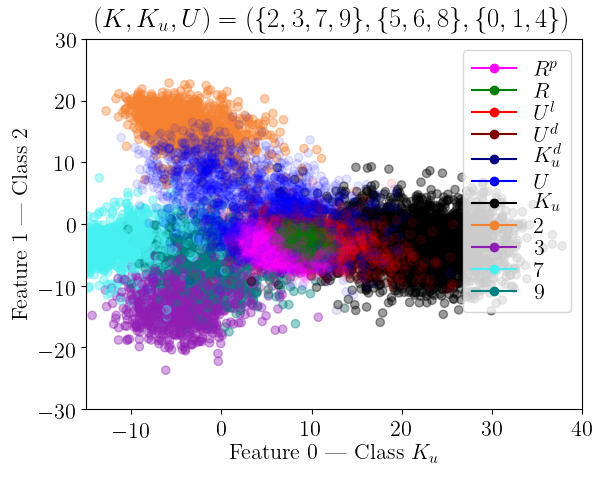 (K, K_u, U) = ({2, 3, 7, 9}, {5, 6, 8}, {0, 1, 4})
30
20
10
0
−10
−20
−30
Feature 1 — Class 2
R^p
R
U^l
U^d
K_u^d
U
K_u
2
3
7
9
−10
0
10
20
30
40
Feature 0 — Class K_u